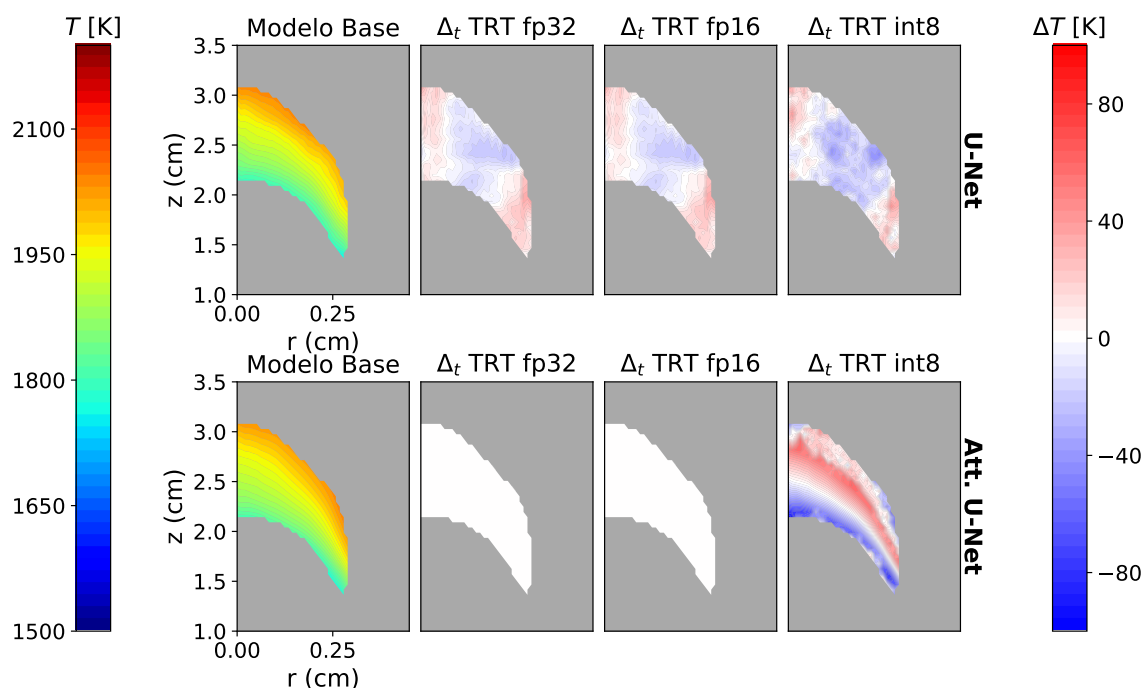 T [K]
2100
1950
1800
1650
1500
Modelo Base
Δt TRT fp32
Δt TRT fp16
Δt TRT int8
z (cm)
3.5
3.0
2.5
2.0
1.5
1.0
0.00
0.25
r (cm)
U-Net
Modelo Base
Δt TRT fp32
Δt TRT fp16
Δt TRT int8
z (cm)
3.5
3.0
2.5
2.0
1.5
1.0
0.00
0.25
r (cm)
Att. U-Net
ΔT [K]
80
40
0
−40
−80